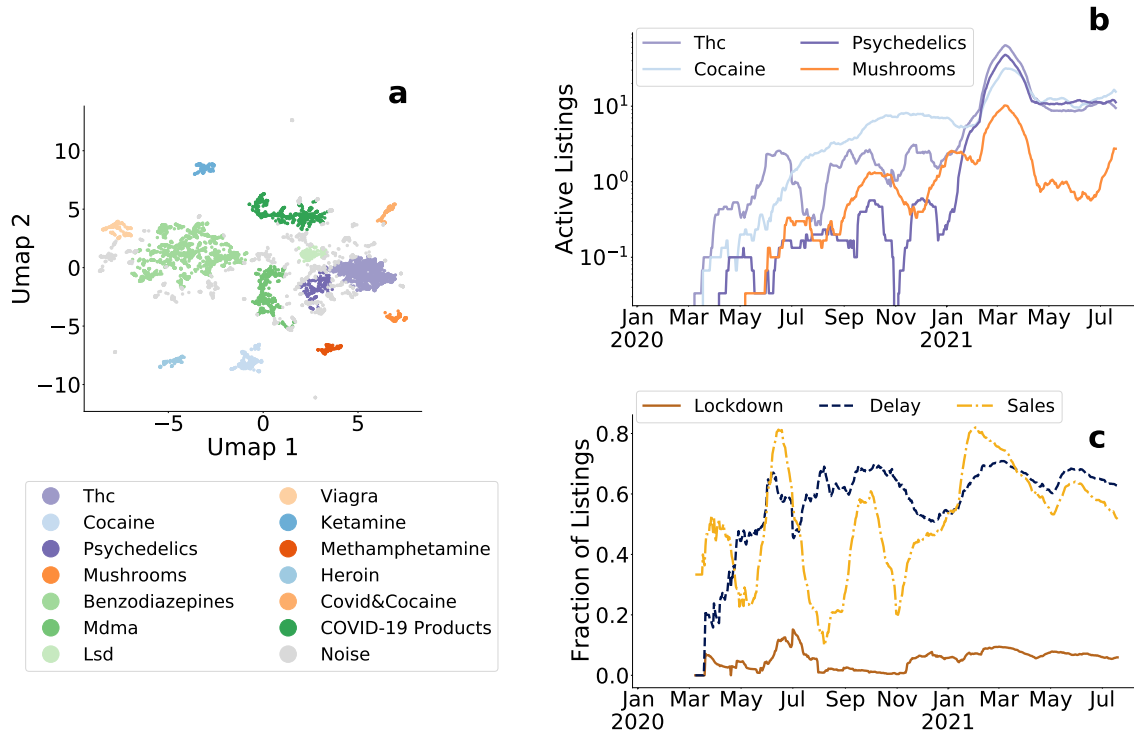 a
10
5
0
−5
−10
Umap 2
−5
0
5
Umap 1
Thc
Cocaine
Psychedelics
Mushrooms
Benzodiazepines
Mdma
Lsd
Viagra
Ketamine
Methamphetamine
Heroin
Covid&Cocaine
COVID-19 Products
Noise
b
Thc
Cocaine
Psychedelics
Mushrooms
Active Listings
10¹
10⁰
10⁻¹
Jan Mar May Jul Sep Nov Jan Mar May Jul
2020 2021
Lockdown Delay Sales
c
Fraction of Listings
0.8
0.6
0.4
0.2
0.0
Jan Mar May Jul Sep Nov Jan Mar May Jul
2020 2021